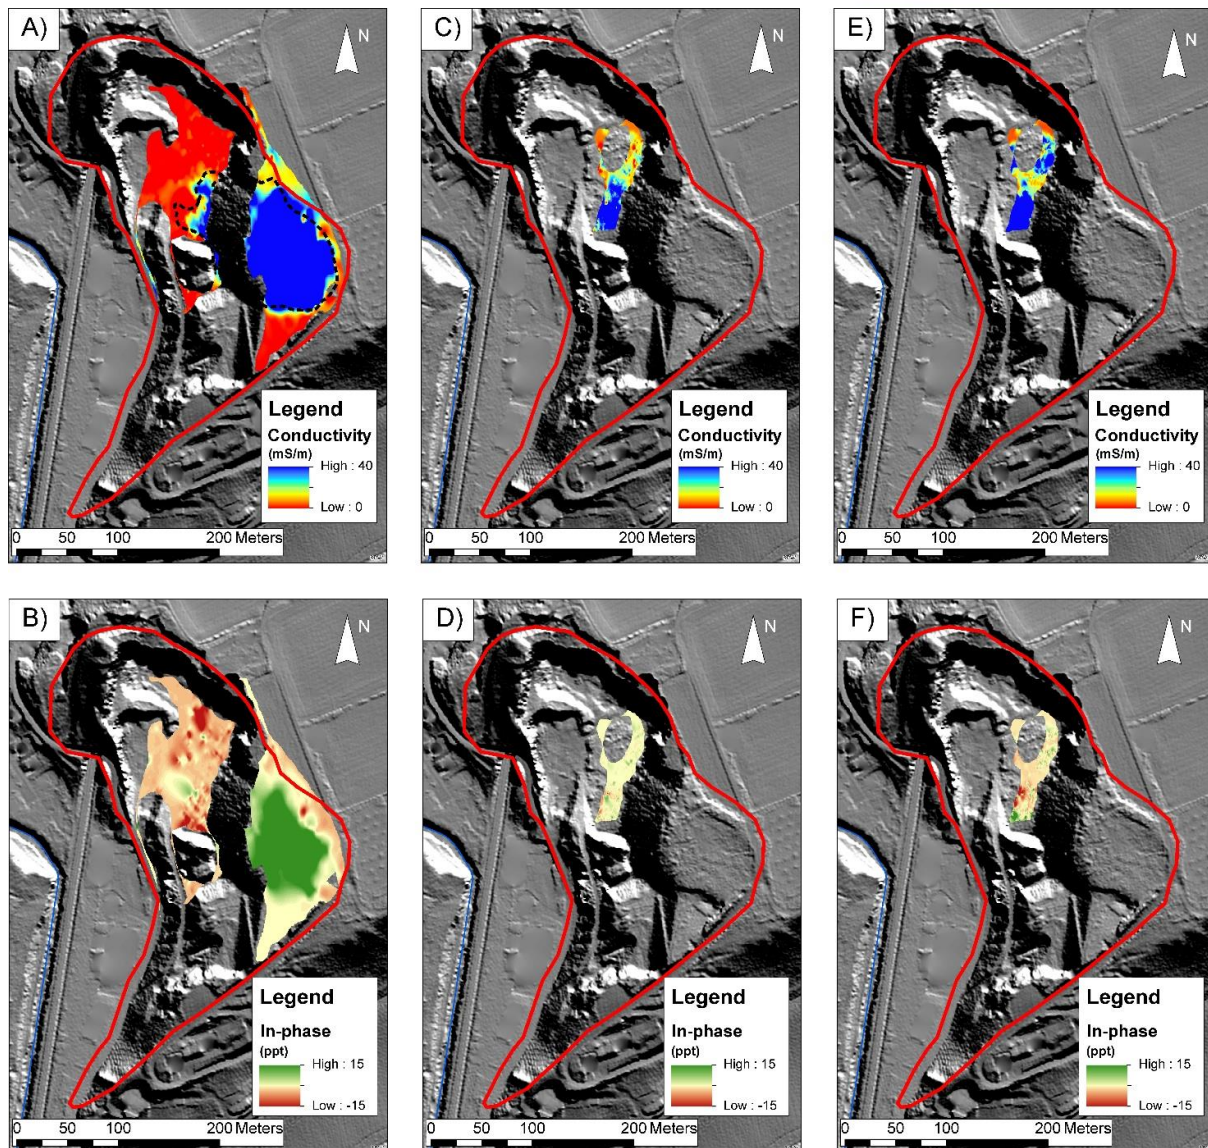 A)
N
Legend
Conductivity
(mS/m)
High : 40
Low : 0
0 50 100 200 Meters
C)
N
Legend
Conductivity
(mS/m)
High : 40
Low : 0
0 50 100 200 Meters
E)
N
Legend
Conductivity
(mS/m)
High : 40
Low : 0
0 50 100 200 Meters
B)
N
Legend
In-phase
(ppt)
High : 15
Low : -15
0 50 100 200 Meters
D)
N
Legend
In-phase
(ppt)
High : 15
Low : -15
0 50 100 200 Meters
F)
N
Legend
In-phase
(ppt)
High : 15
Low : -15
0 50 100 200 Meters